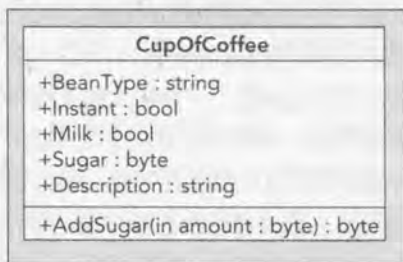 CupOfCoffee
+BeanType : string
+Instant : bool
+Milk : bool
+Sugar : byte
+Description : string
+AddSugar(in amount : byte) : byte